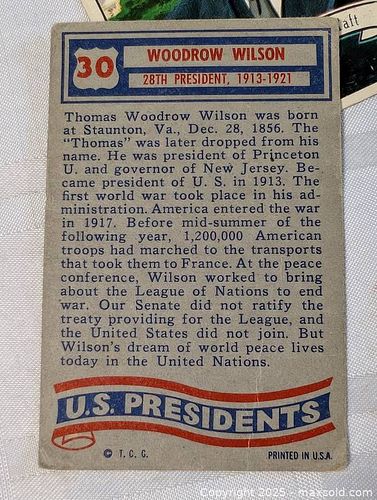 aft
30
WOODROW WILSON
28TH PRESIDENT, 1913-1921
Thomas Woodrow Wilson was born
at Staunton, Va., Dec. 28, 1856. The
"Thomas" was later dropped from his
name. He was president of Princeton
U. and governor of New Jersey. Be-
came president of U. S. in 1913. The
first world war took place in his ad-
ministration. America entered the war
in 1917. Before mid-summer of the
following year, 1,200,000 American
troops had marched to the transports
that took them to France. At the peace
conference, Wilson worked to bring
about the League of Nations to end
war. Our Senate did not ratify the
treaty providing for the League, and
the United States did not join. But
Wilson's dream of world peace lives
today in the United Nations.
U.S. PRESIDENTS
© T. C. G.
PRINTED IN U.S.A.
Copyright 2025 - maxsold.com